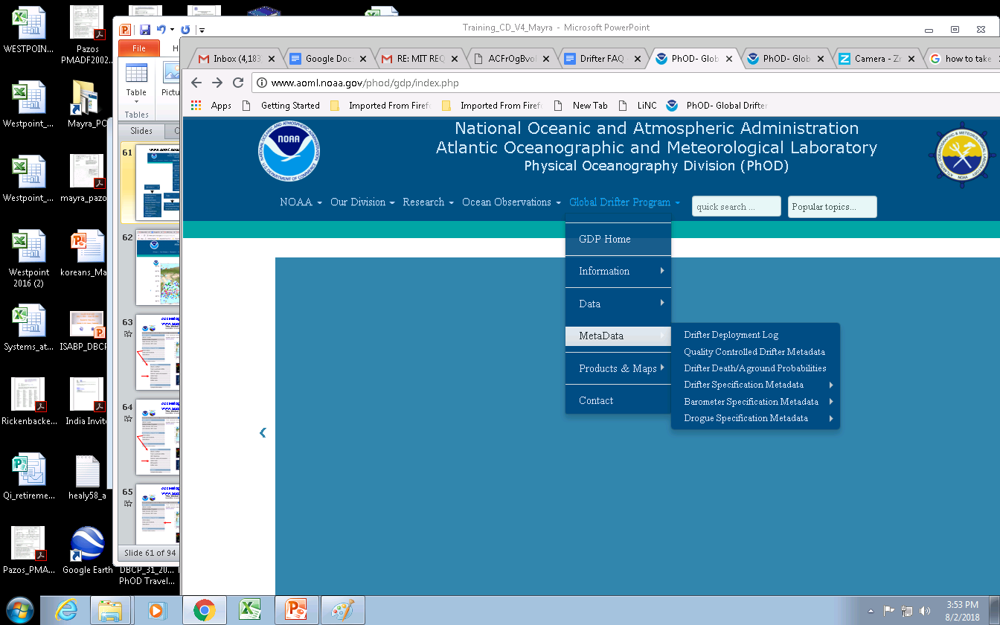 WESTPOIN...
Pazos
PMADF2002...
Westpoint_...
Mayra_PC
Westpoint_...
mayra_pazo
Westpoint
2016 (2)
koreans_Ma
Systems_at...
ISABP_DBCP
Rickenbacke...
India Invite
Qi_retireme...
healy58_a
Pazos_PMA...
Google Earth
DBCP_31_20...
PhOD Travel...
Training_CD_V4_Mayra - Microsoft PowerPoint
File
H
Table
Pictu
Tables
Slides
61
62
63
64
65
Slide 61 of 94
Inbox (4,183
Google Doc
RE: MIT REQ
ACFrOgBvol
Drifter FAQ -
PhOD- Glob
PhOD- Glob
Camera - Zr
how to take
www.aoml.noaa.gov/phod/gdp/index.php
Apps
Getting Started
Imported From Firef
Imported From Firef
New Tab
LiNC
PhOD- Global Drifter
NOAA
National Oceanic and Atmospheric Administration
Atlantic Oceanographic and Meteorological Laboratory
Physical Oceanography Division (PhOD)
NOAA
Our Division
Research
Ocean Observations
Global Drifter Program
quick search ...
Popular topics...
GDP Home
Information
Data
MetaData
Products & Maps
Contact
Drifter Deployment Log
Quality Controlled Drifter Metadata
Drifter Death/Aground Probabilities
Drifter Specification Metadata
Barometer Specification Metadata
Drogue Specification Metadata
3:53 PM
8/2/2018